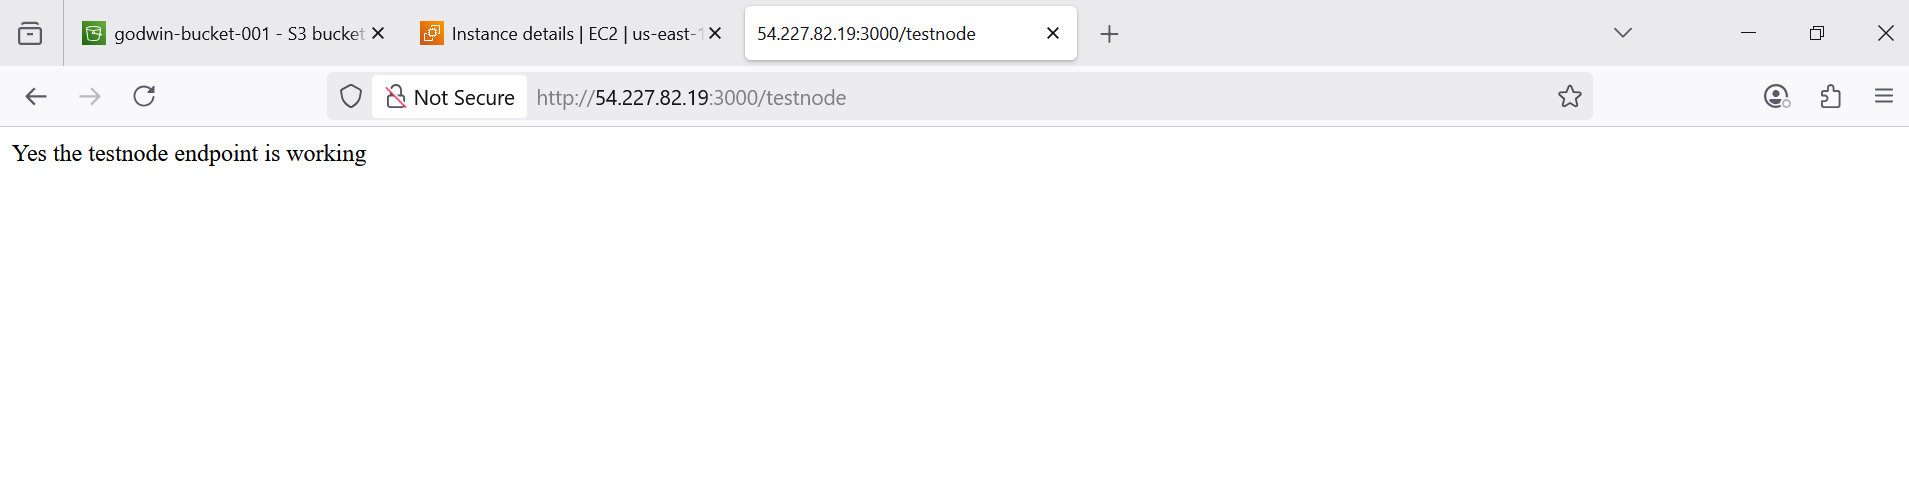 godwin-bucket-001 - S3 bucket
Instance details | EC2 | us-east-1
54.227.82.19:3000/testnode
Not Secure
http://54.227.82.19:3000/testnode
Yes the testnode endpoint is working